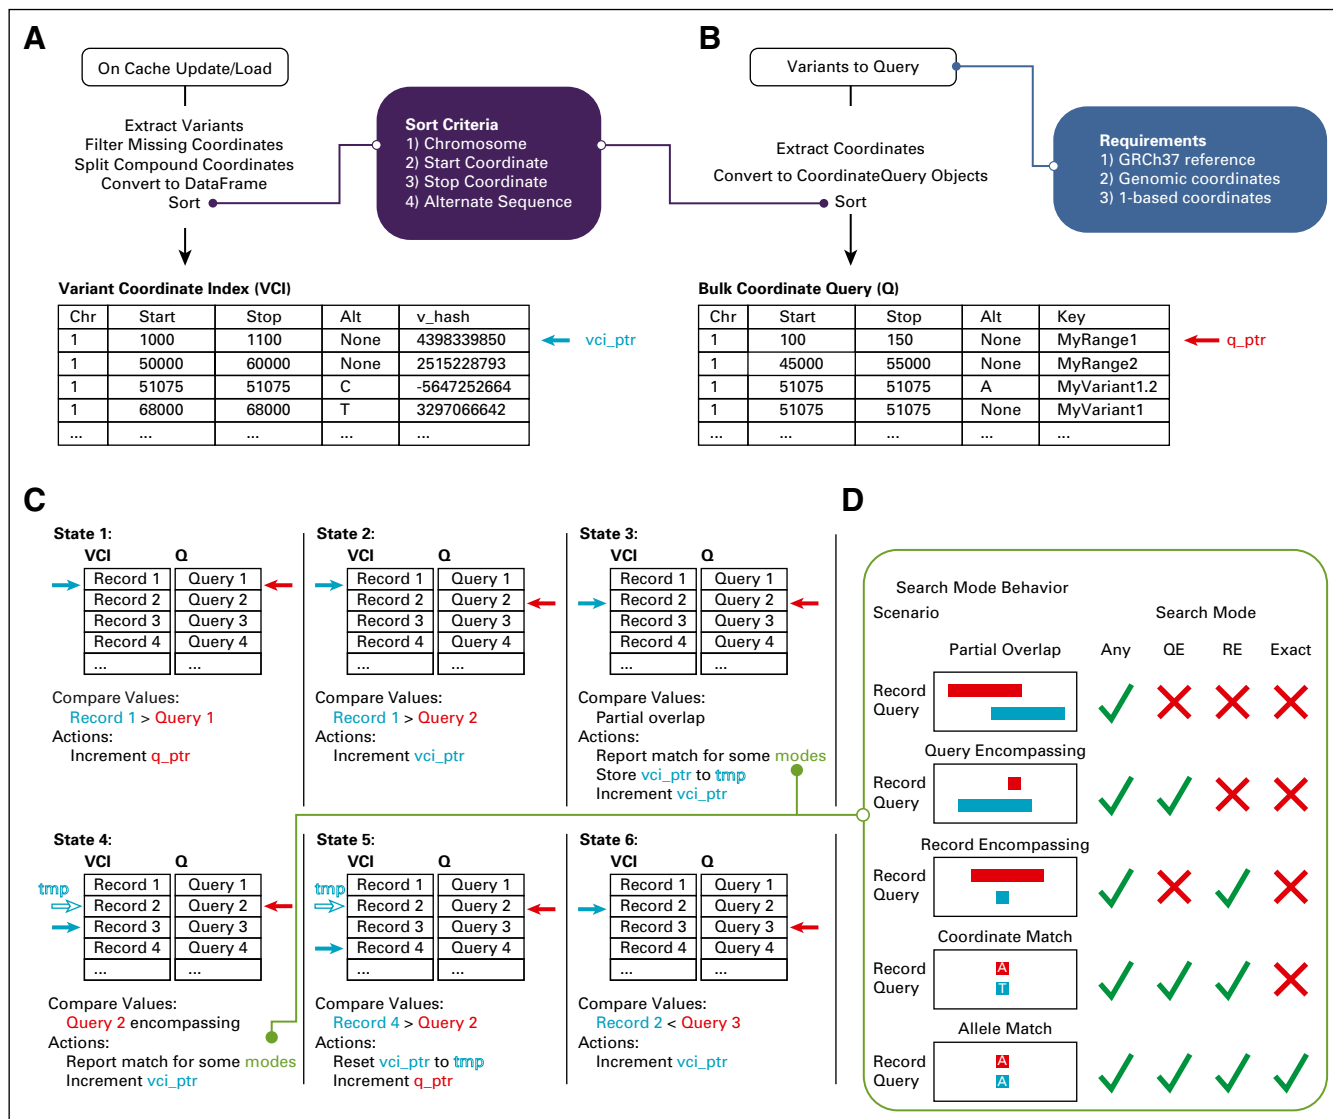 A
On Cache Update/Load
Extract Variants
Filter Missing Coordinates
Split Compound Coordinates
Convert to DataFrame
Sort
Sort Criteria
1) Chromosome
2) Start Coordinate
3) Stop Coordinate
4) Alternate Sequence
Variant Coordinate Index (VCI)
Chr Start Stop Alt v_hash
1 1000 1100 None 4398339850
1 50000 60000 None 2515228793
1 51075 51075 C -5647252664
1 68000 68000 T 3297066642
... ... ... ... ...
vci_ptr
B
Variants to Query
Extract Coordinates
Convert to CoordinateQuery Objects
Sort
Requirements
1) GRCh37 reference
2) Genomic coordinates
3) 1-based coordinates
Bulk Coordinate Query (Q)
Chr Start Stop Alt Key
1 100 150 None MyRange1
1 45000 55000 None MyRange2
1 51075 51075 A MyVariant1.2
1 51075 51075 None MyVariant1
... ... ... ... ...
q_ptr
C
State 1:
VCI Q
Record 1 Query 1
Record 2 Query 2
Record 3 Query 3
Record 4 Query 4
... ...
Compare Values:
Record 1 > Query 1
Actions:
Increment q_ptr
State 2:
VCI Q
Record 1 Query 1
Record 2 Query 2
Record 3 Query 3
Record 4 Query 4
... ...
Compare Values:
Record 1 > Query 2
Actions:
Increment vci_ptr
State 3:
VCI Q
Record 1 Query 1
Record 2 Query 2
Record 3 Query 3
Record 4 Query 4
... ...
Compare Values:
Partial overlap
Actions:
Report match for some modes
Store vci_ptr to tmp
Increment vci_ptr
State 4:
VCI Q
tmp
Record 1 Query 1
Record 2 Query 2
Record 3 Query 3
Record 4 Query 4
... ...
Compare Values:
Query 2 encompassing
Actions:
Report match for some modes
Increment vci_ptr
State 5:
VCI Q
tmp
Record 1 Query 1
Record 2 Query 2
Record 3 Query 3
Record 4 Query 4
... ...
Compare Values:
Record 4 > Query 2
Actions:
Reset vci_ptr to tmp
Increment q_ptr
State 6:
VCI Q
Record 1 Query 1
Record 2 Query 2
Record 3 Query 3
Record 4 Query 4
... ...
Compare Values:
Record 2 < Query 3
Actions:
Increment vci_ptr
D
Search Mode Behavior
Scenario Search Mode
Partial Overlap Any QE RE Exact
Record
Query
Query Encompassing
Record
Query
Record Encompassing
Record
Query
Coordinate Match
Record A
Query T
Allele Match
Record A
Query A